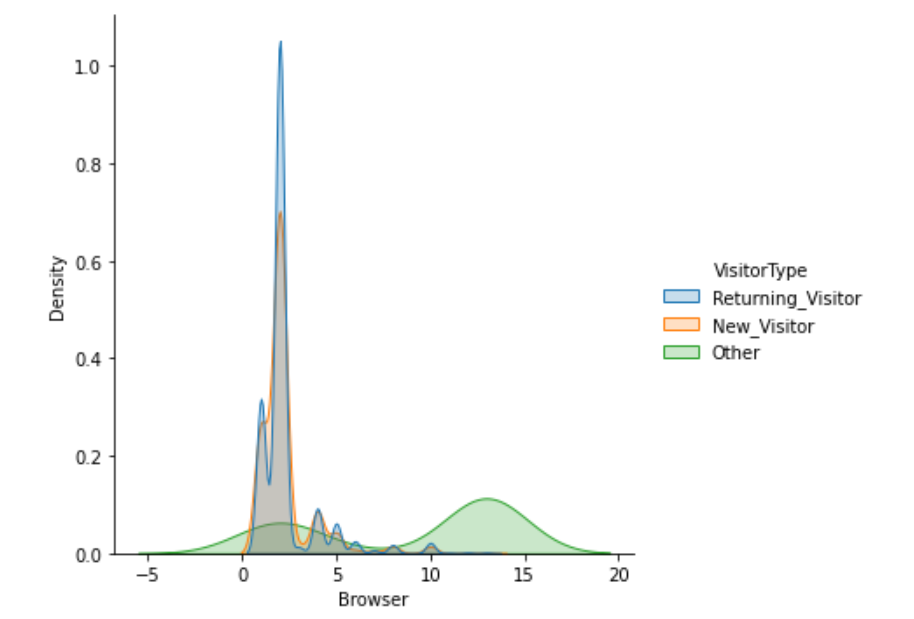 1.0
0.8
0.6
0.4
0.2
0.0
Density
−5 0 5 10 15 20
Browser
VisitorType
Returning_Visitor
New_Visitor
Other